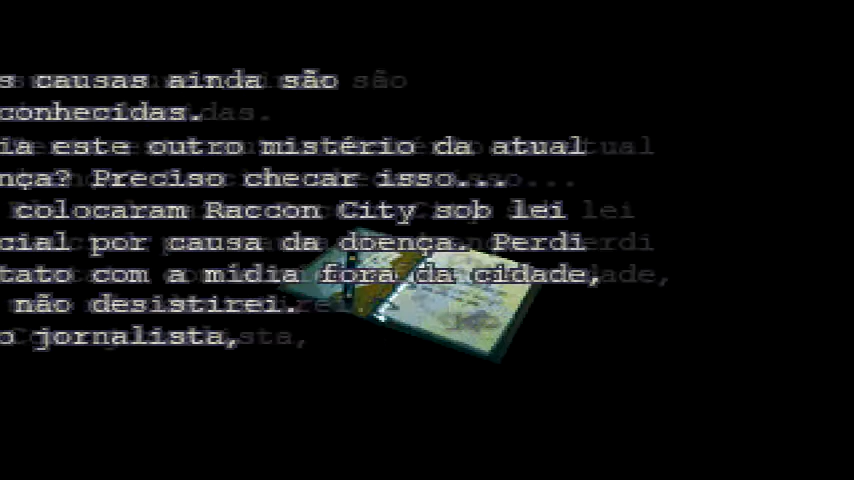 s causas ainda são
conhecidas.
ia este outro mistério da atual
nça? Preciso checar isso...
colocaram Raccon City sob lei
cial por causa da doença. Perdi
tato com a mídia fora da cidade,
não desistirei.
o jornalista,